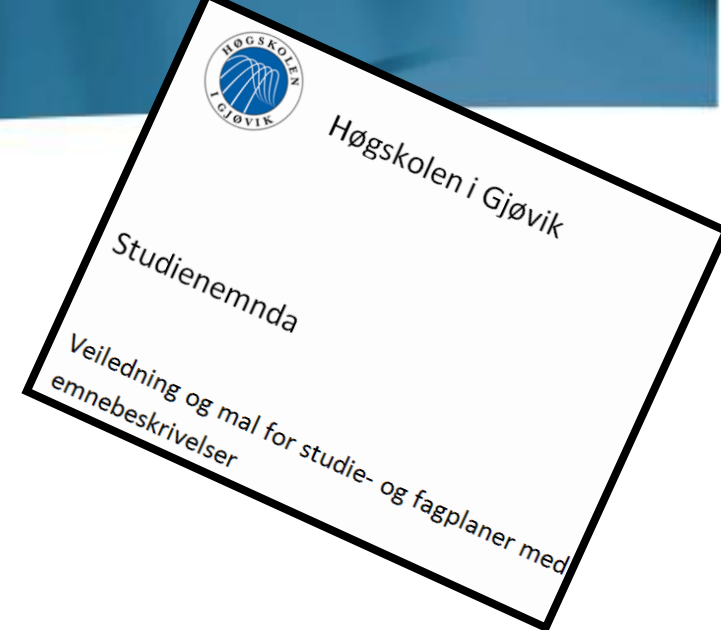 HØGSKOLEN
I GJØVIK
Høgskolen i Gjøvik
Studienemnda
Veiledning og mal for studie- og fagplaner med
emnebeskrivelser